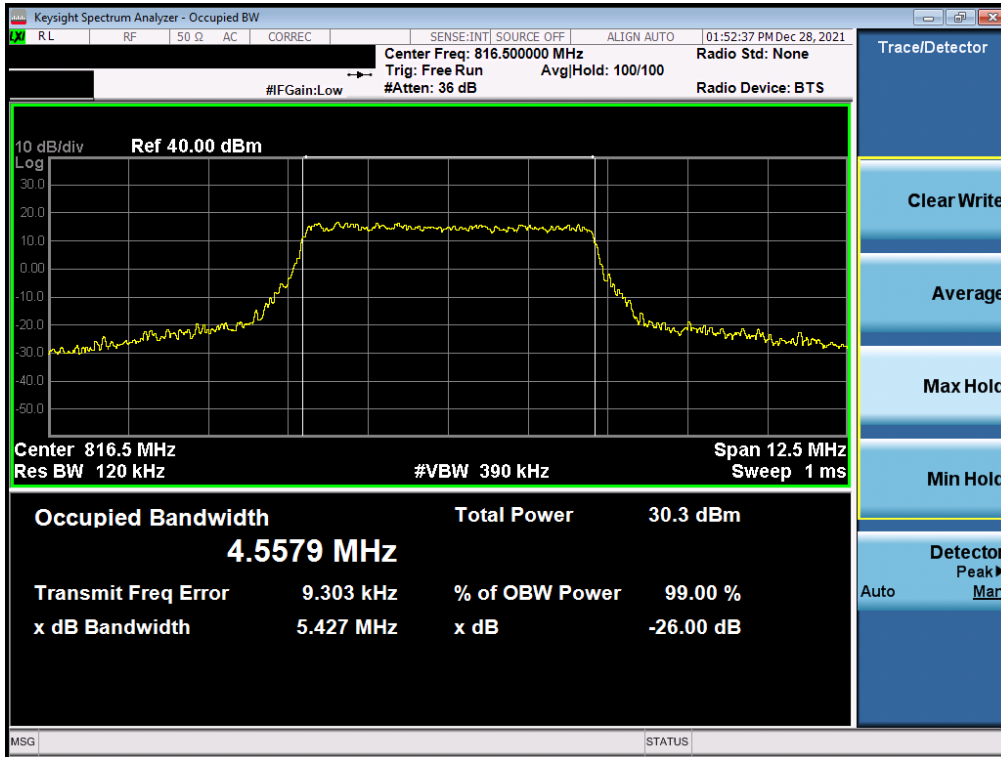 Keysight Spectrum Analyzer - Occupied BW
LXI RL RF 50 Ω AC CORREC SENSE:INT SOURCE OFF ALIGN AUTO 01:52:37 PM Dec 28, 2021
Center Freq: 816.500000 MHz Radio Std: None
Trig: Free Run Avg|Hold: 100/100
#IFGain:Low #Atten: 36 dB Radio Device: BTS
10 dB/div Ref 40.00 dBm
Log
30.0
20.0
10.0
0.00
-10.0
-20.0
-30.0
-40.0
-50.0
Center 816.5 MHz Span 12.5 MHz
Res BW 120 kHz #VBW 390 kHz Sweep 1 ms
Occupied Bandwidth Total Power 30.3 dBm
4.5579 MHz
Transmit Freq Error 9.303 kHz % of OBW Power 99.00 %
x dB Bandwidth 5.427 MHz x dB -26.00 dB
MSG STATUS
Trace/Detector
Clear Write
Average
Max Hold
Min Hold
Detector
Peak
Auto Man